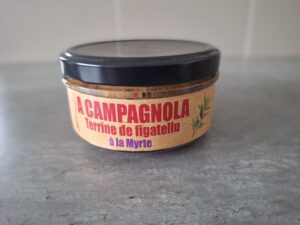 A CAMPAGNOLA
Terrine de figatellu
à la Myrte